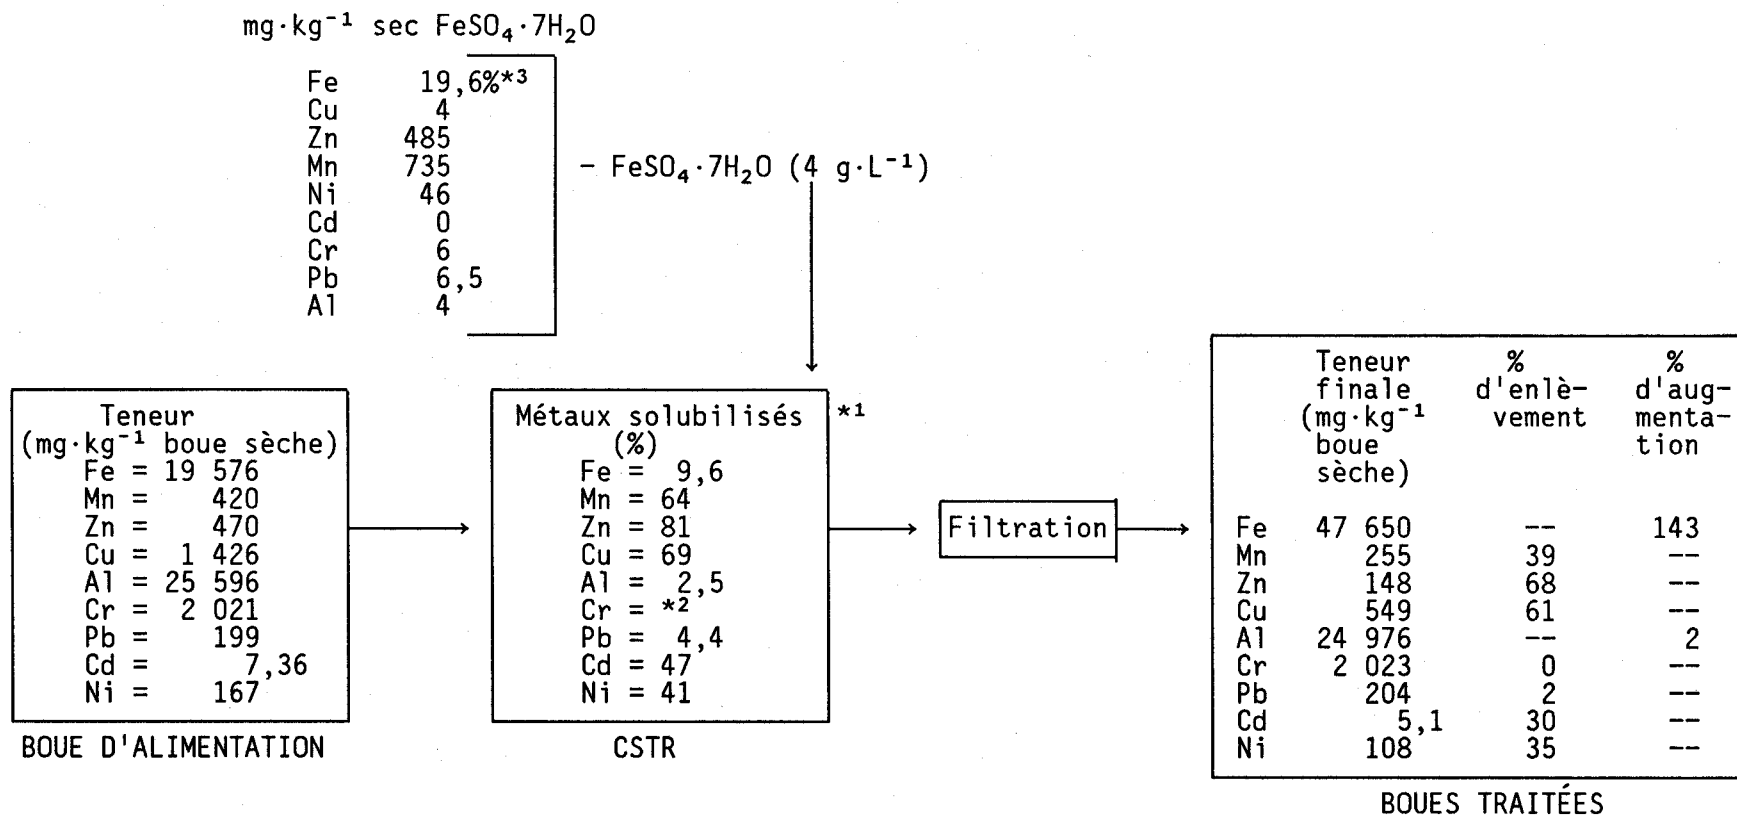 mg·kg⁻¹ sec FeSO₄·7H₂O
Fe 19,6%*³
Cu 4
Zn 485
Mn 735
Ni 46
Cd 0
Cr 6
Pb 6,5
Al 4
– FeSO₄·7H₂O (4 g·L⁻¹)
Teneur
(mg·kg⁻¹ boue sèche)
Fe = 19 576
Mn = 420
Zn = 470
Cu = 1 426
Al = 25 596
Cr = 2 021
Pb = 199
Cd = 7,36
Ni = 167
BOUE D'ALIMENTATION
Métaux solubilisés *¹
(%)
Fe = 9,6
Mn = 64
Zn = 81
Cu = 69
Al = 2,5
Cr = *²
Pb = 4,4
Cd = 47
Ni = 41
CSTR
Filtration
Teneur % %
finale d'enlè- d'aug-
(mg·kg⁻¹ vement menta-
boue tion
sèche)
Fe 47 650 -- 143
Mn 255 39 --
Zn 148 68 --
Cu 549 61 --
Al 24 976 -- 2
Cr 2 023 0 --
Pb 204 2 --
Cd 5,1 30 --
Ni 108 35 --
BOUES TRAITÉES